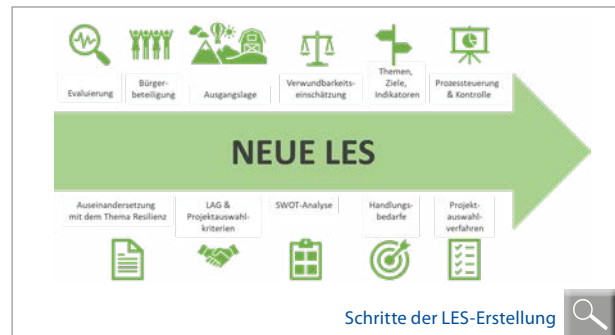 Evaluierung
Bürger-
beteiligung
Ausgangslage
Verwundbarkeits-
einschätzung
Themen,
Ziele,
Indikatoren
Prozessteuerung
& Kontrolle
NEUE LES
Auseinandersetzung
mit dem Thema Resilienz
LAG &
Projektauswahl-
kriterien
SWOT-Analyse
Handlungs-
bedarfe
Projekt-
auswahl-
verfahren
Schritte der LES-Erstellung